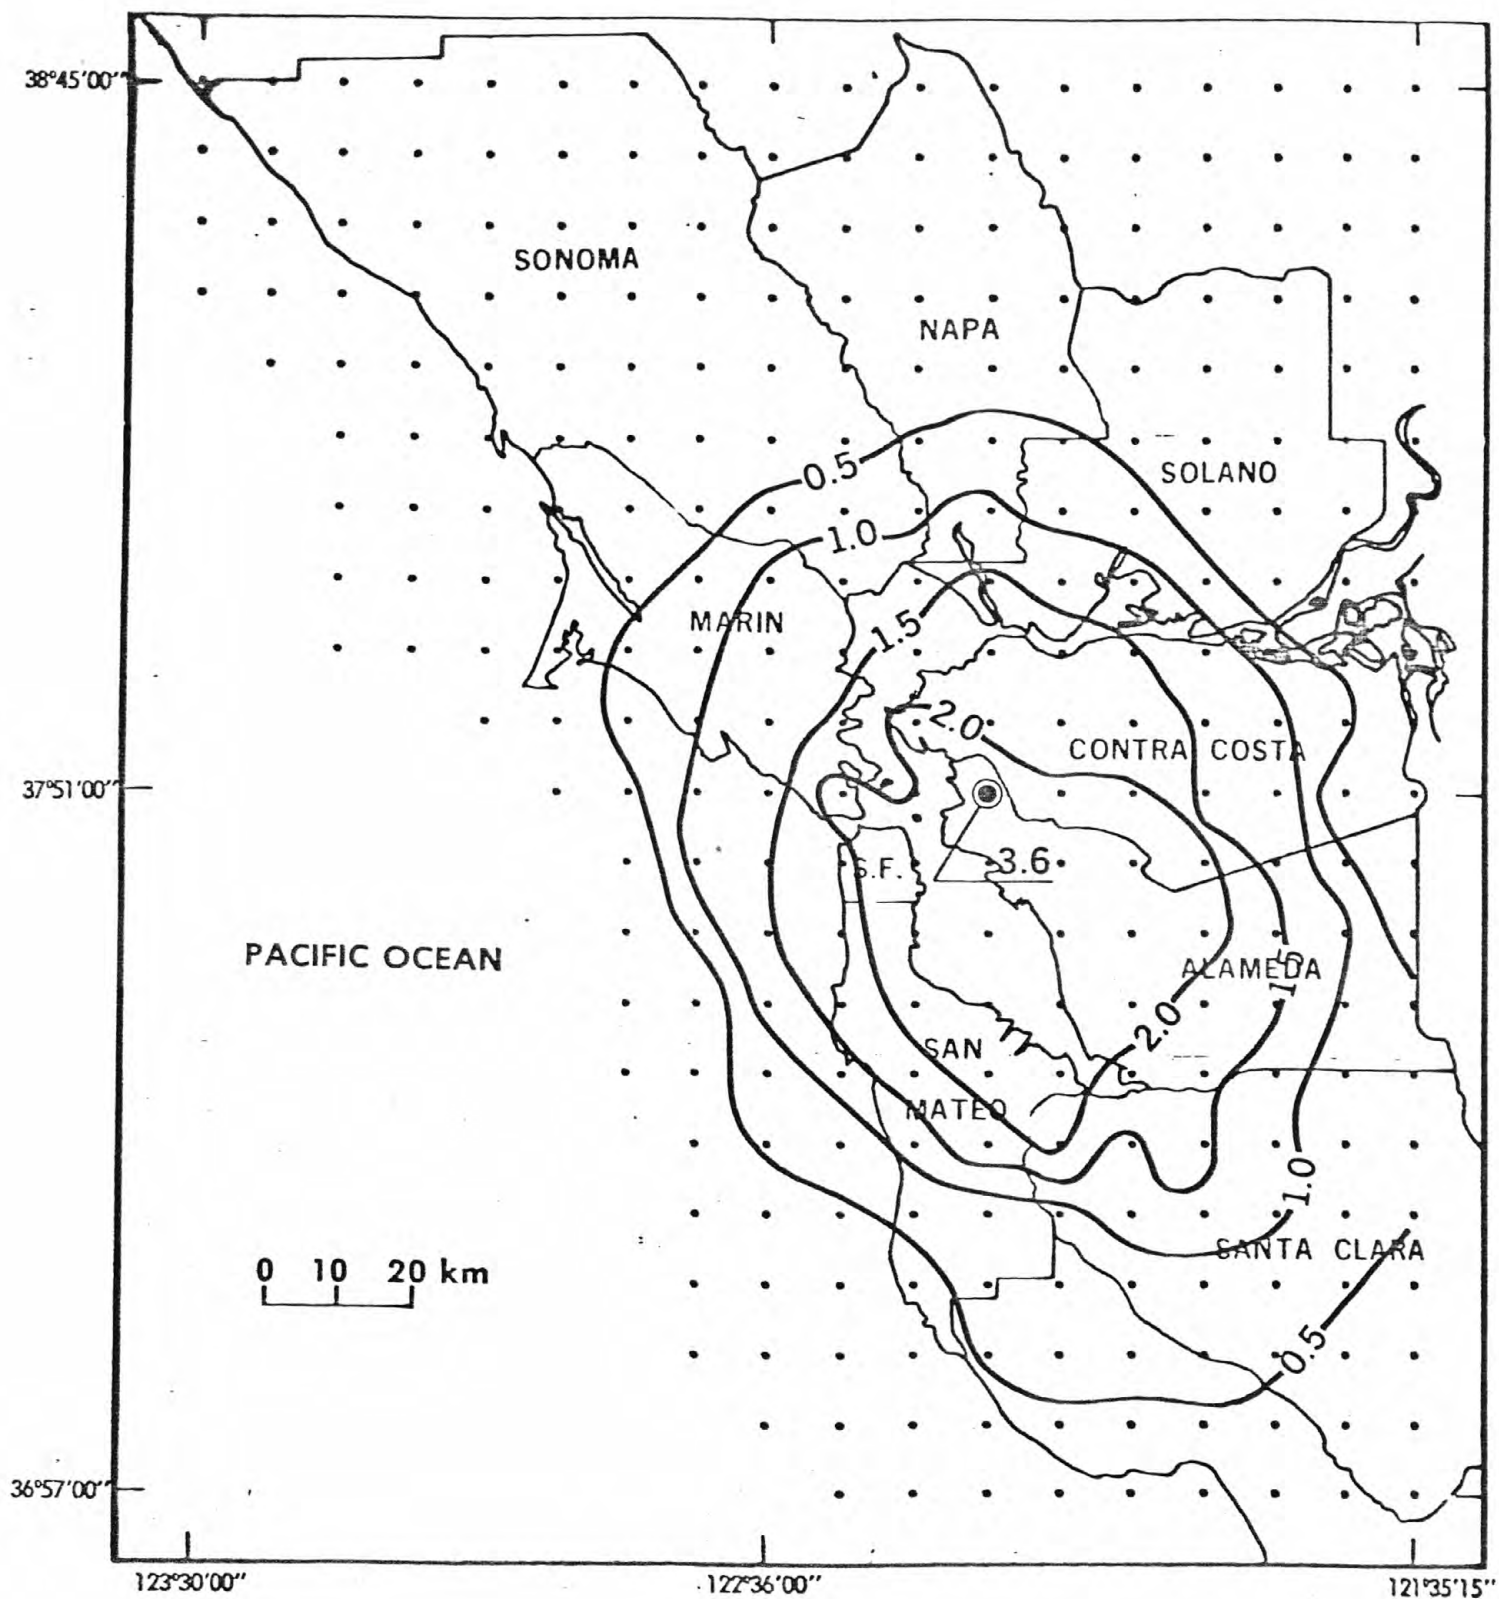 38°45'00"
SONOMA
NAPA
0.5
SOLANO
1.0
MARIN
1.5
2.0
CONTRA COSTA
37°51'00"
S.F.
3.6
PACIFIC OCEAN
ALAMEDA
1.5
2.0
SAN
MATEO
1.0
SANTA CLARA
0 10 20 km
0.5
36°57'00"
123°30'00"
122°36'00"
121°35'15"